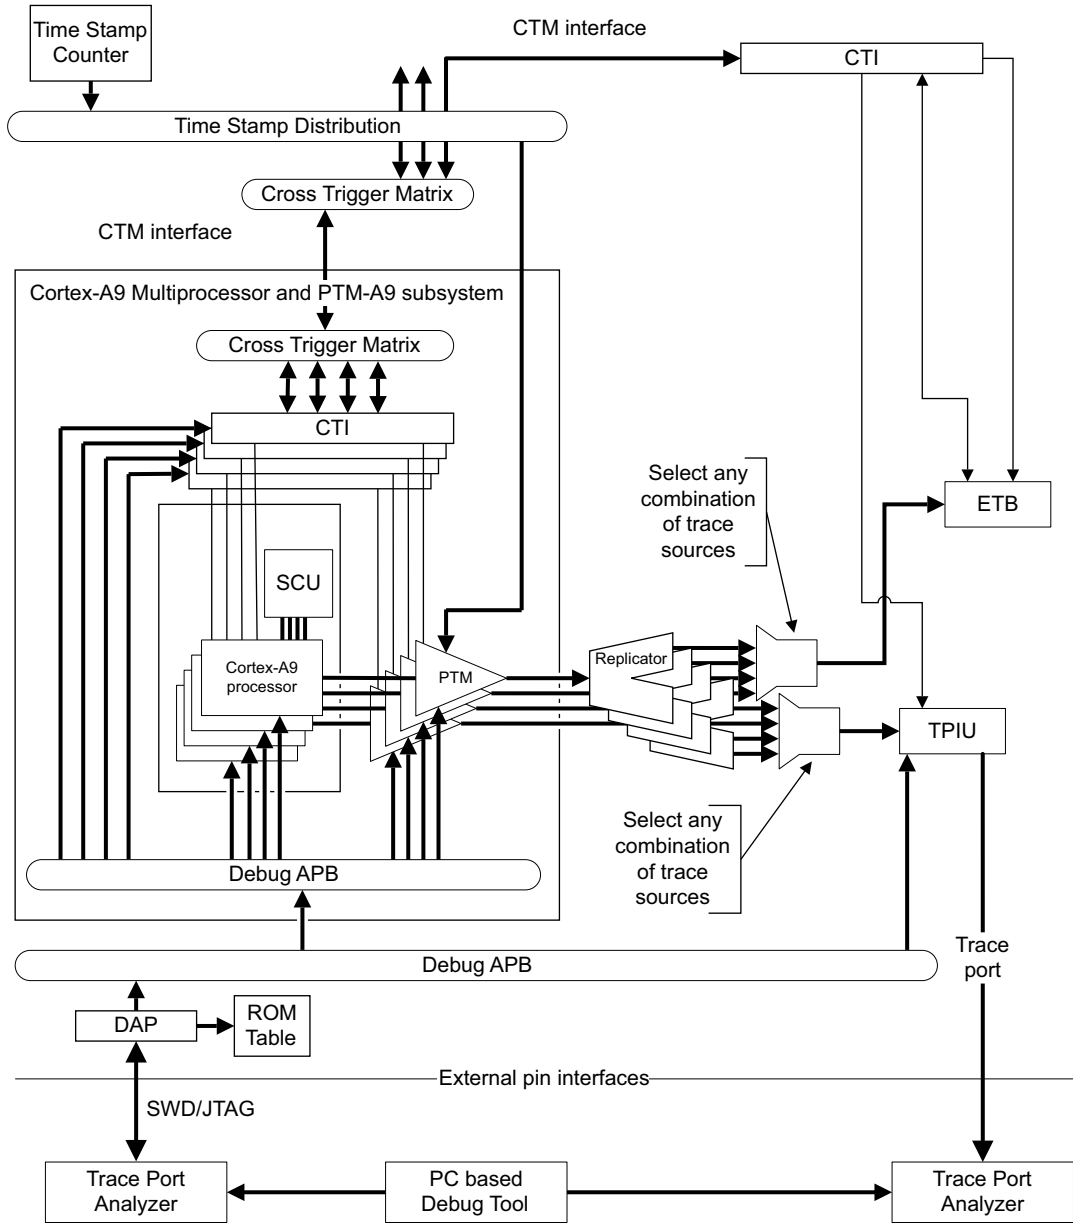 Time Stamp
Counter
CTM interface
CTI
Time Stamp Distribution
Cross Trigger Matrix
CTM interface
Cortex-A9 Multiprocessor and PTM-A9 subsystem
Cross Trigger Matrix
CTI
Select any
combination
of trace
sources
ETB
SCU
Cortex-A9
processor
PTM
Replicator
TPIU
Select any
combination
of trace
sources
Debug APB
Debug APB
Trace
port
DAP
ROM
Table
External pin interfaces
SWD/JTAG
Trace Port
Analyzer
PC based
Debug Tool
Trace Port
Analyzer